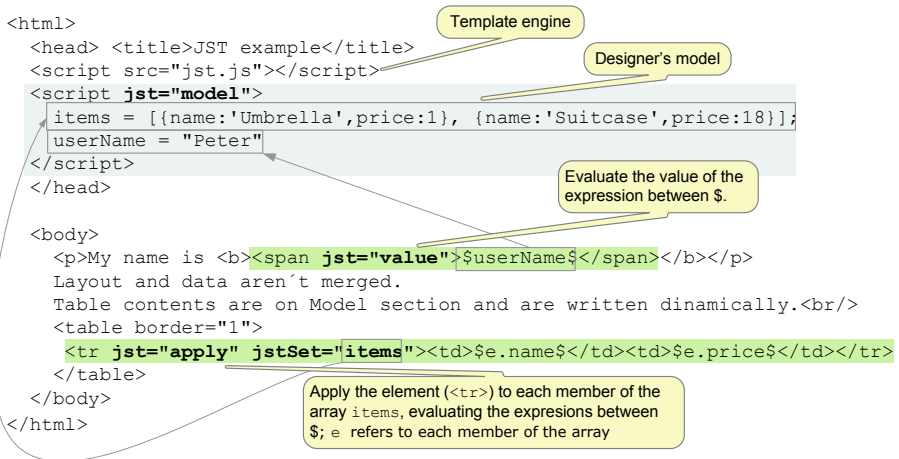 <html>
Template engine
<head> <title>JST example</title>
<script src="jst.js"></script>
Designer's model
<script jst="model">
items = [{name:'Umbrella',price:1}, {name:'Suitcase',price:18}];
userName = "Peter"
</script>
</head>
Evaluate the value of the
expression between $.
<body>
<p>My name is <b><span jst="value">$userName$</span></b></p>
Layout and data aren´t merged.
Table contents are on Model section and are written dinamically.<br/>
<table border="1">
<tr jst="apply" jstSet="items"><td>$e.name$</td><td>$e.price$</td></tr>
</table>
</body>
</html>
Apply the element (<tr>) to each member of the
array items, evaluating the expresions between
$; e refers to each member of the array